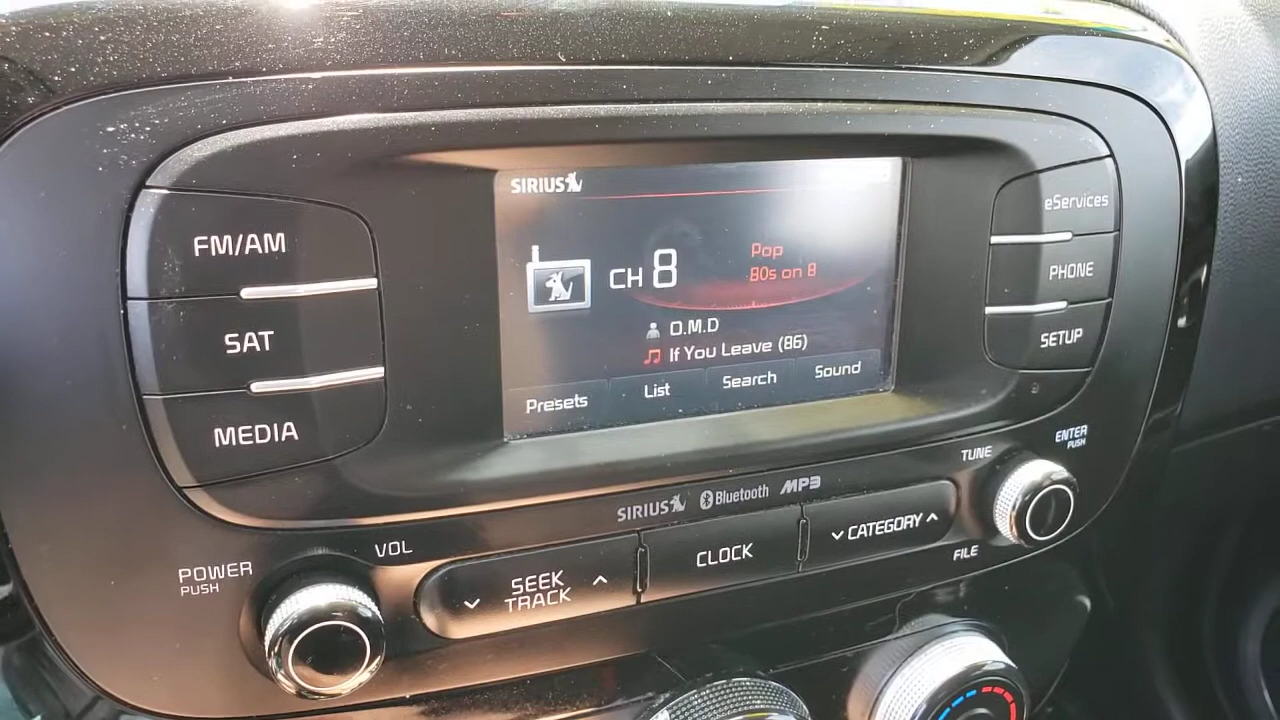 SIRIUS
FM/AM
SAT
MEDIA
CH 8
Pop
80s on 8
O.M.D
If You Leave (86)
Presets
List
Search
Sound
eServices
PHONE
SETUP
SIRIUS
Bluetooth
MP3
TUNE
ENTER
PUSH
POWER
PUSH
VOL
SEEK
TRACK
CLOCK
CATEGORY
FILE